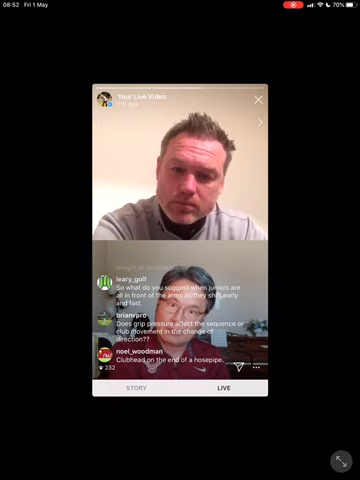 08:52 Fri 1 May
70%
Your Live Video
leary_golf
So what do you suggest when juniors are
all in front of the arms as they shift early
and fast.
brianvpro
Does grip pressure affect the sequence or
club movement in the change of
direction??
noel_woodman
Clubhead on the end of a hosepipe.
232
STORY
LIVE